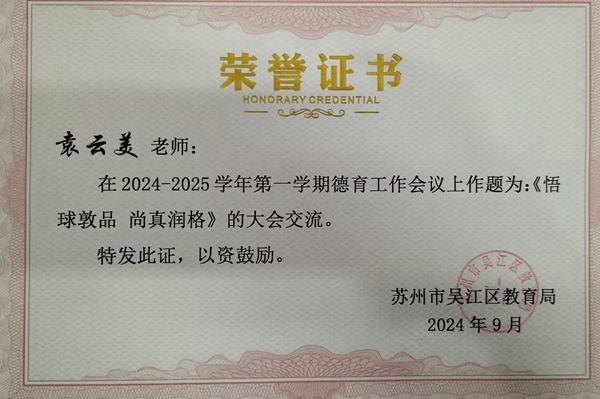 荣誉证书
HONORARY CREDENTIAL
袁云美 老师：
在 2024-2025 学年第一学期德育工作会议上作题为：《悟
球敦品 尚真润格》的大会交流。
特发此证，以资鼓励。
苏州市吴江区教育局
2024 年 9 月